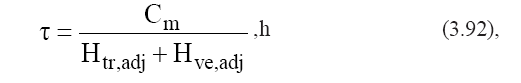 τ = C_m / (H_tr,adj + H_ve,adj) ,h (3.92),